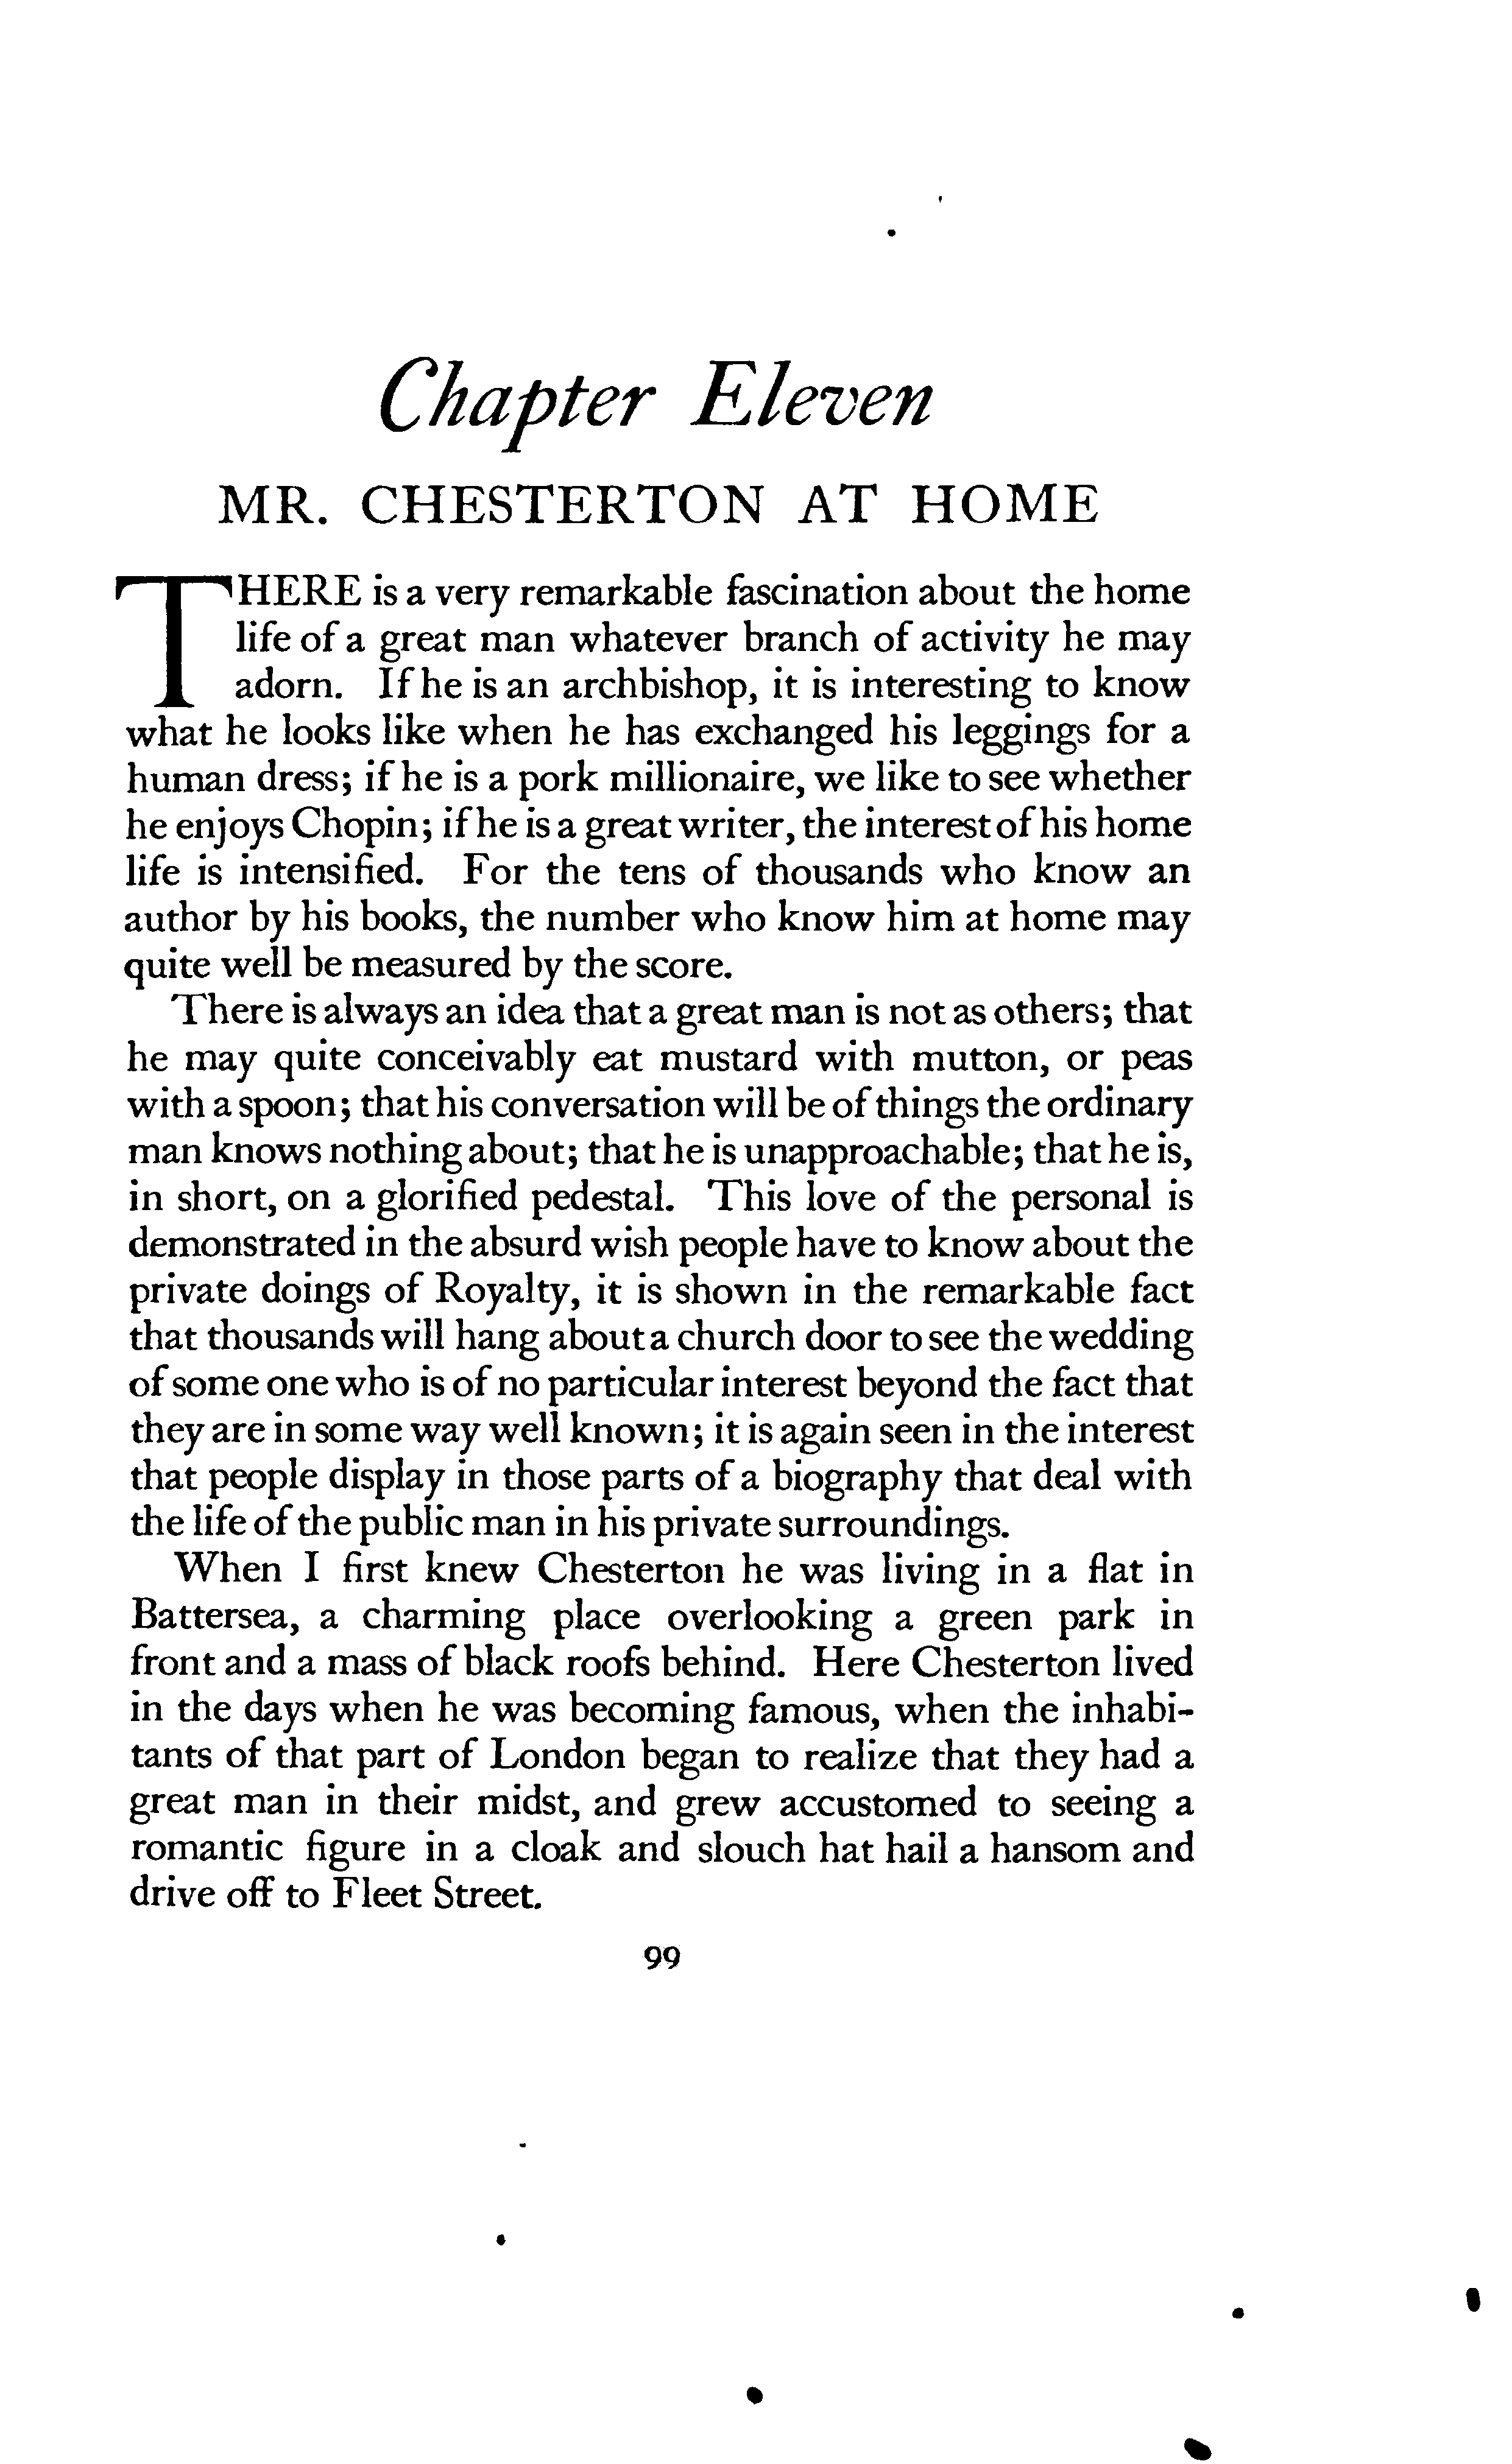 Chapter Eleven
MR. CHESTERTON AT HOME
THERE is a very remarkable fascination about the home
life of a great man whatever branch of activity he may
adorn. If he is an archbishop, it is interesting to know
what he looks like when he has exchanged his leggings for a
human dress; if he is a pork millionaire, we like to see whether
he enjoys Chopin; if he is a great writer, the interest of his home
life is intensified. For the tens of thousands who know an
author by his books, the number who know him at home may
quite well be measured by the score.
There is always an idea that a great man is not as others; that
he may quite conceivably eat mustard with mutton, or peas
with a spoon; that his conversation will be of things the ordinary
man knows nothing about; that he is unapproachable; that he is,
in short, on a glorified pedestal. This love of the personal is
demonstrated in the absurd wish people have to know about the
private doings of Royalty, it is shown in the remarkable fact
that thousands will hang about a church door to see the wedding
of some one who is of no particular interest beyond the fact that
they are in some way well known; it is again seen in the interest
that people display in those parts of a biography that deal with
the life of the public man in his private surroundings.
When I first knew Chesterton he was living in a flat in
Battersea, a charming place overlooking a green park in
front and a mass of black roofs behind. Here Chesterton lived
in the days when he was becoming famous, when the inhabi-
tants of that part of London began to realize that they had a
great man in their midst, and grew accustomed to seeing a
romantic figure in a cloak and slouch hat hail a hansom and
drive off to Fleet Street.
99